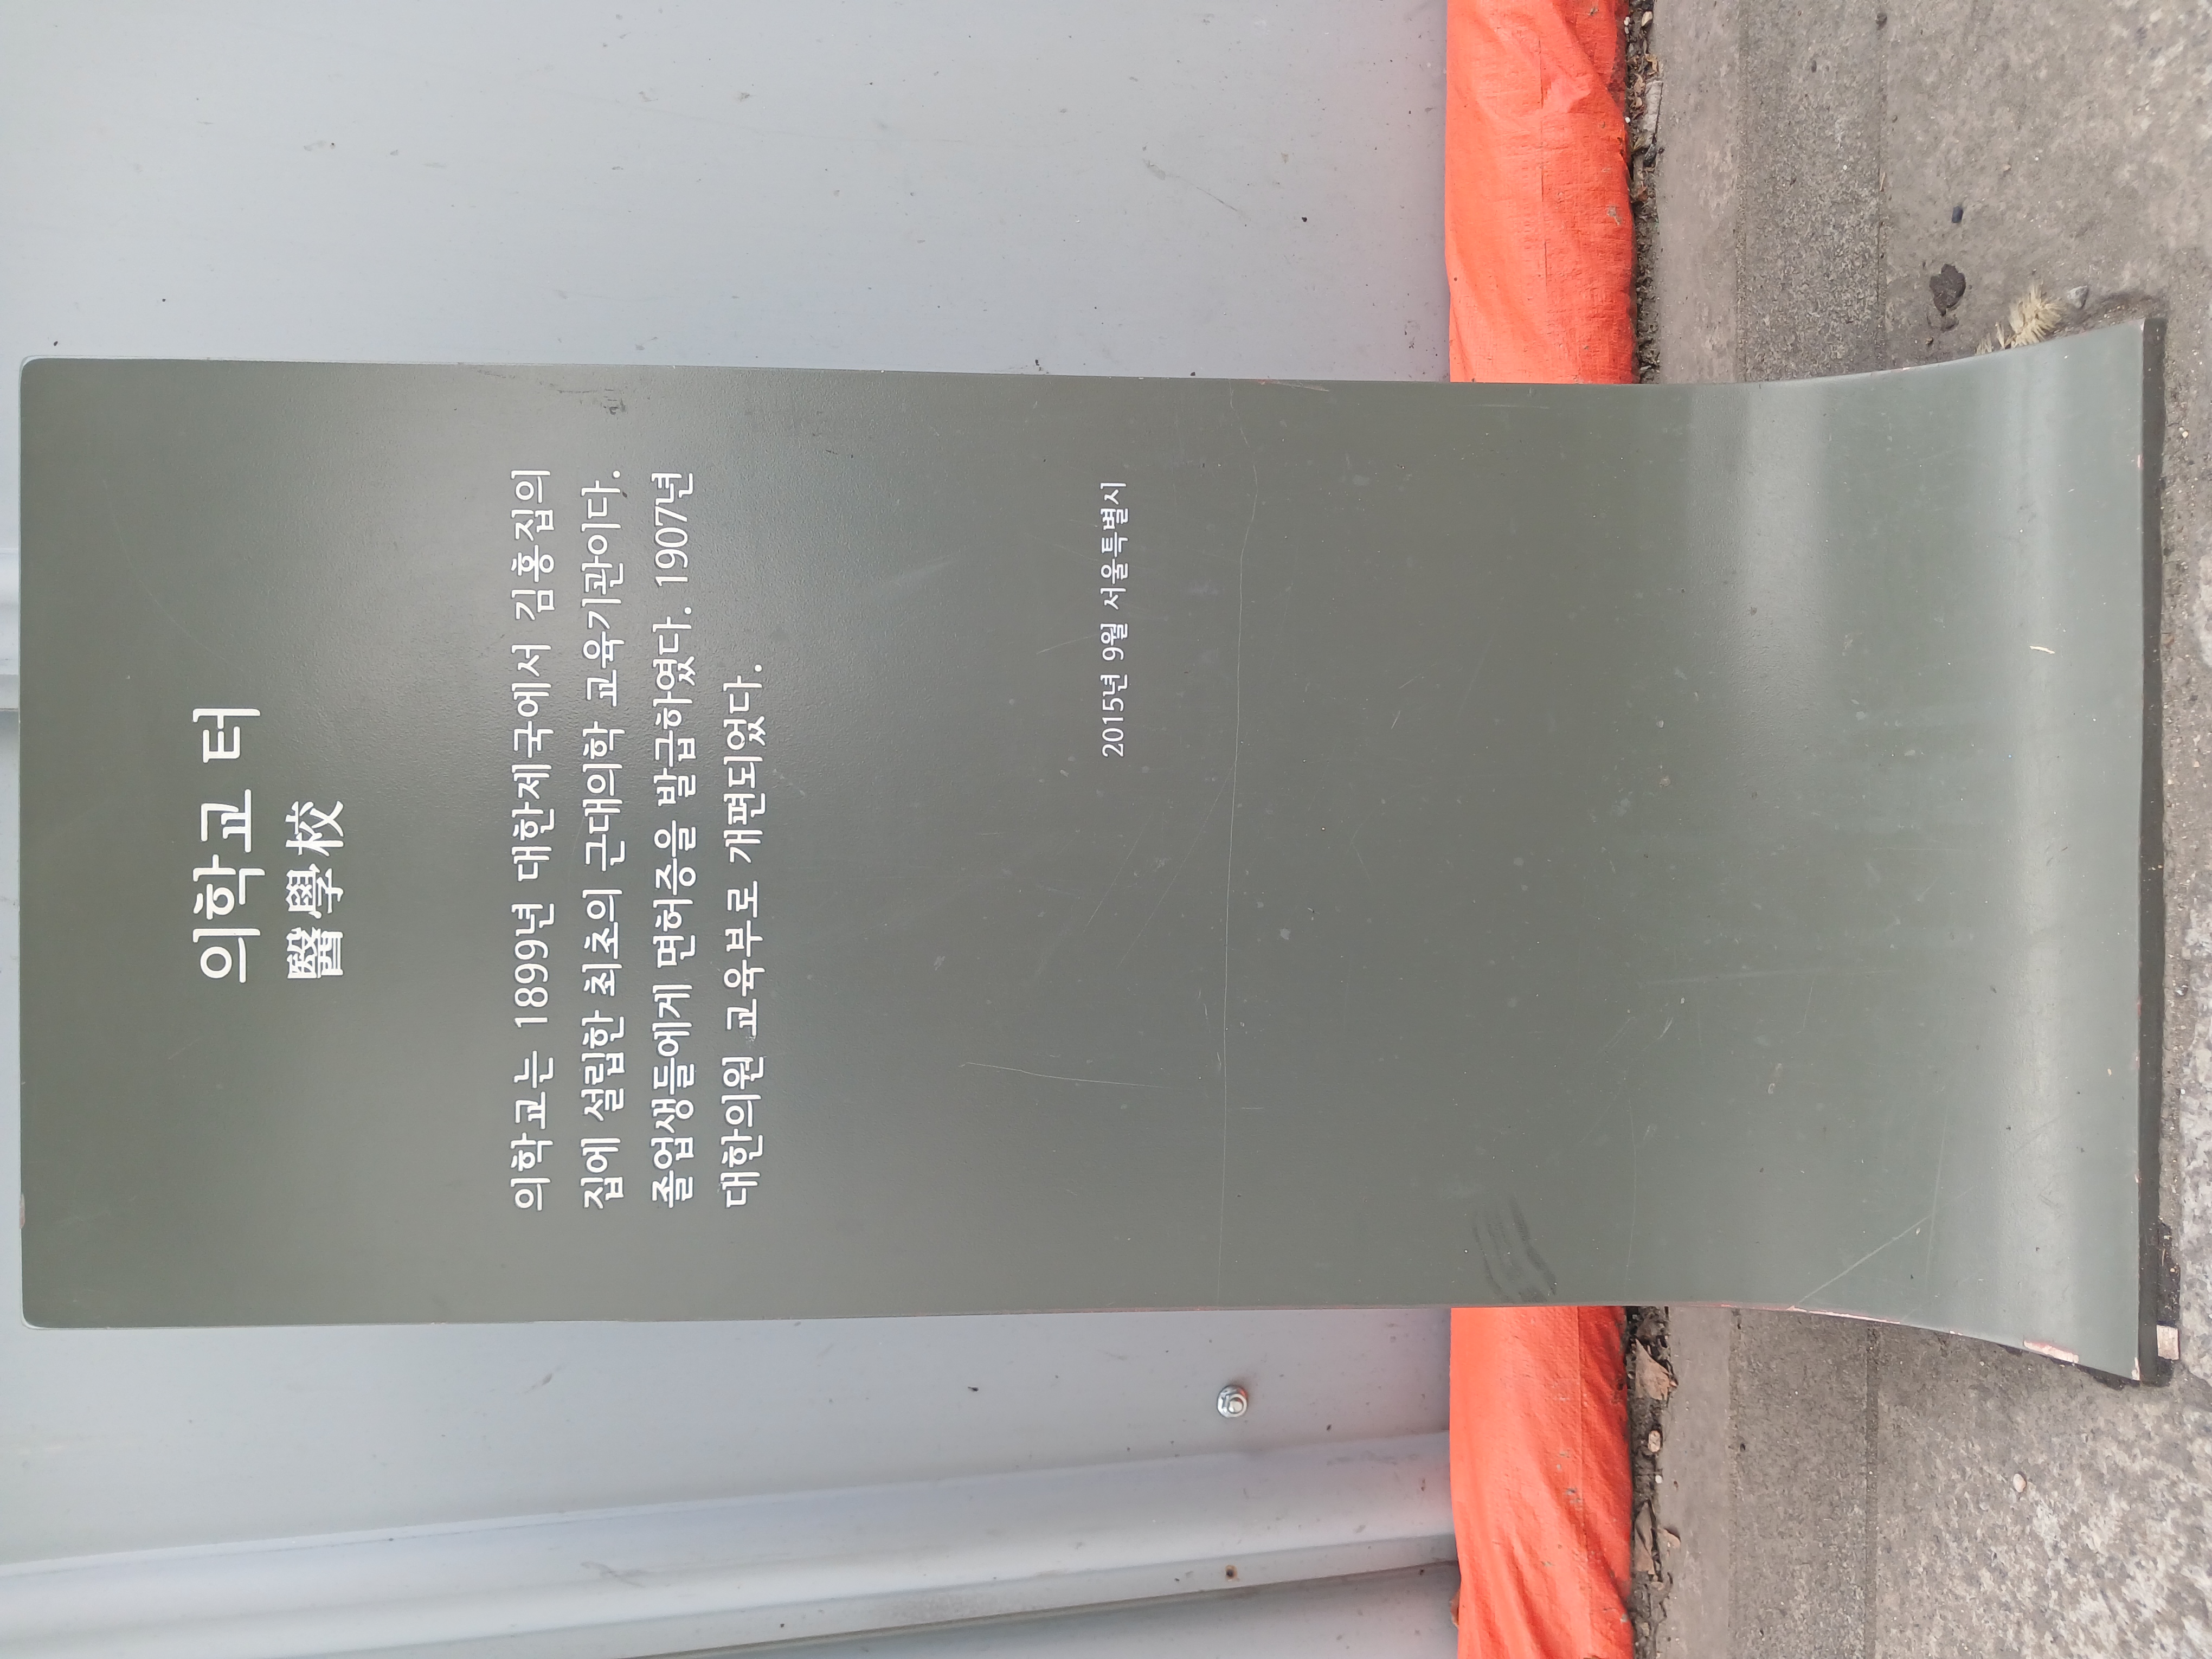 의학교 터
醫學校
의학교는 1899년 대한제국에서 김홍집의
집에 설립한 최초의 근대의학 교육기관이다.
졸업생들에게 면허증을 발급하였다. 1907년
대한의원 교육부로 개편되었다.
2015년 9월 서울특별시